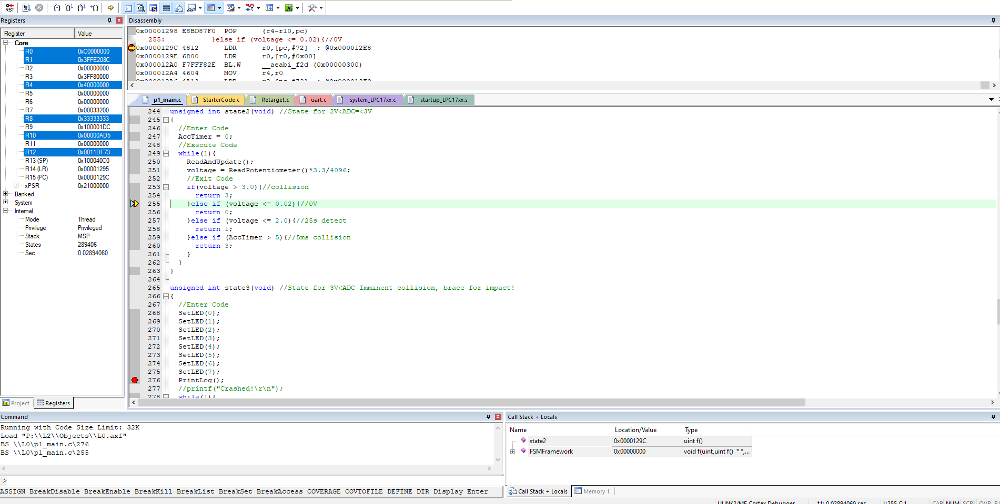 RST
Registers
Register Value
Core
R0 0xC0000000
R1 0x3FFE208C
R2 0x00000000
R3 0x3FF80000
R4 0x40000000
R5 0x00000000
R6 0x00000000
R7 0x00033200
R8 0x33333333
R9 0x100001DC
R10 0x00000AD5
R11 0x00000000
R12 0x0011DF73
R13 (SP) 0x100040C0
R14 (LR) 0x00001295
R15 (PC) 0x0000129C
xPSR 0x21000000
Banked
System
Internal
Mode Thread
Privilege Privileged
Stack MSP
States 289406
Sec 0.02894060
Project Registers
Disassembly
0x00001298 E8BD87F0 POP {r4-r10,pc}
255: }else if (voltage <= 0.02){//0V
0x0000129C 4812 LDR r0,[pc,#72] ; @0x000012E8
0x0000129E 6800 LDR r0,[r0,#0x00]
0x000012A0 F7FFF82E BL.W __aeabi_f2d (0x00000300)
0x000012A4 4604 MOV r4,r0
p1_main.c StarterCode.c Retarget.c uart.c system_LPC17xx.c startup_LPC17xx.s
244 unsigned int state2(void) //State for 2V<ADC=<3V
245 {
246 //Enter Code
247 AccTimer = 0;
248 //Execute Code
249 while(1){
250 ReadAndUpdate();
251 voltage = ReadPotentiometer()*3.3/4096;
252 //Exit Code
253 if(voltage > 3.0){//collision
254 return 3;
255 }else if (voltage <= 0.02){//0V
256 return 0;
257 }else if (voltage <= 2.0){//25s detect
258 return 1;
259 }else if (AccTimer > 5){//5ms collision
260 return 3;
261 }
262 }
263 }
264
265 unsigned int state3(void) //State for 3V<ADC Imminent collision, brace for impact!
266 {
267 //Enter Code
268 SetLED(0);
269 SetLED(1);
270 SetLED(2);
271 SetLED(3);
272 SetLED(4);
273 SetLED(5);
274 SetLED(6);
275 SetLED(7);
276 PrintLog();
277 //printf("Crashed!\r\n");
278 while(1){
Command
Running with Code Size Limit: 32K
Load "P:\\L2\\Objects\\L0.axf"
BS \\L0\p1_main.c\276
BS \\L0\p1_main.c\255
>
ASSIGN BreakDisable BreakEnable BreakKill BreakList BreakSet BreakAccess COVERAGE COVTOFILE DEFINE DIR Display Enter
Call Stack + Locals
Name Location/Value Type
state2 0x0000129C uint f()
FSMFramework 0x00000000 void f(uint,uint f() * *,...
Call Stack + Locals Memory 1
ULINK2/ME Cortex Debugger t1: 0.02894060 sec L:255 C:1 CAP NUM SCRL OVR